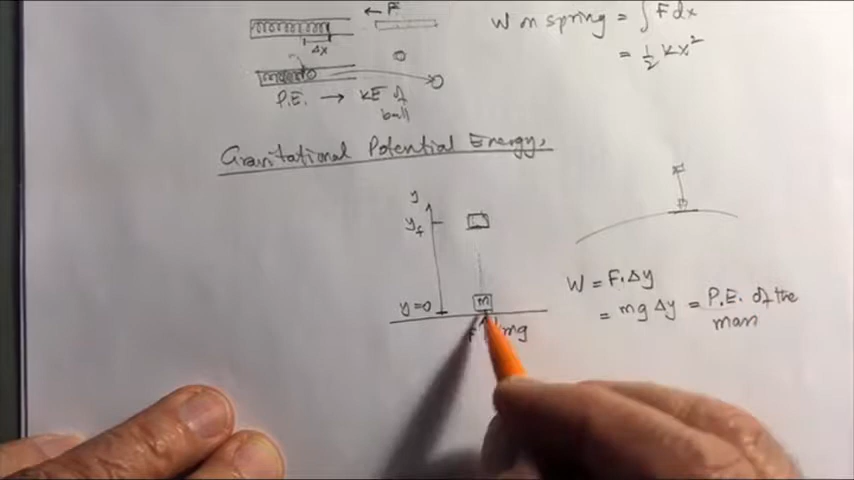 ← F
Δx
P.E. → KE of
ball
W on spring = ∫ F dx
= 1/2 kx²
Gravitational Potential Energy,
y
y_f
y=0
m
F
mg
W = F.Δy
= mg Δy = P.E. of the
mass